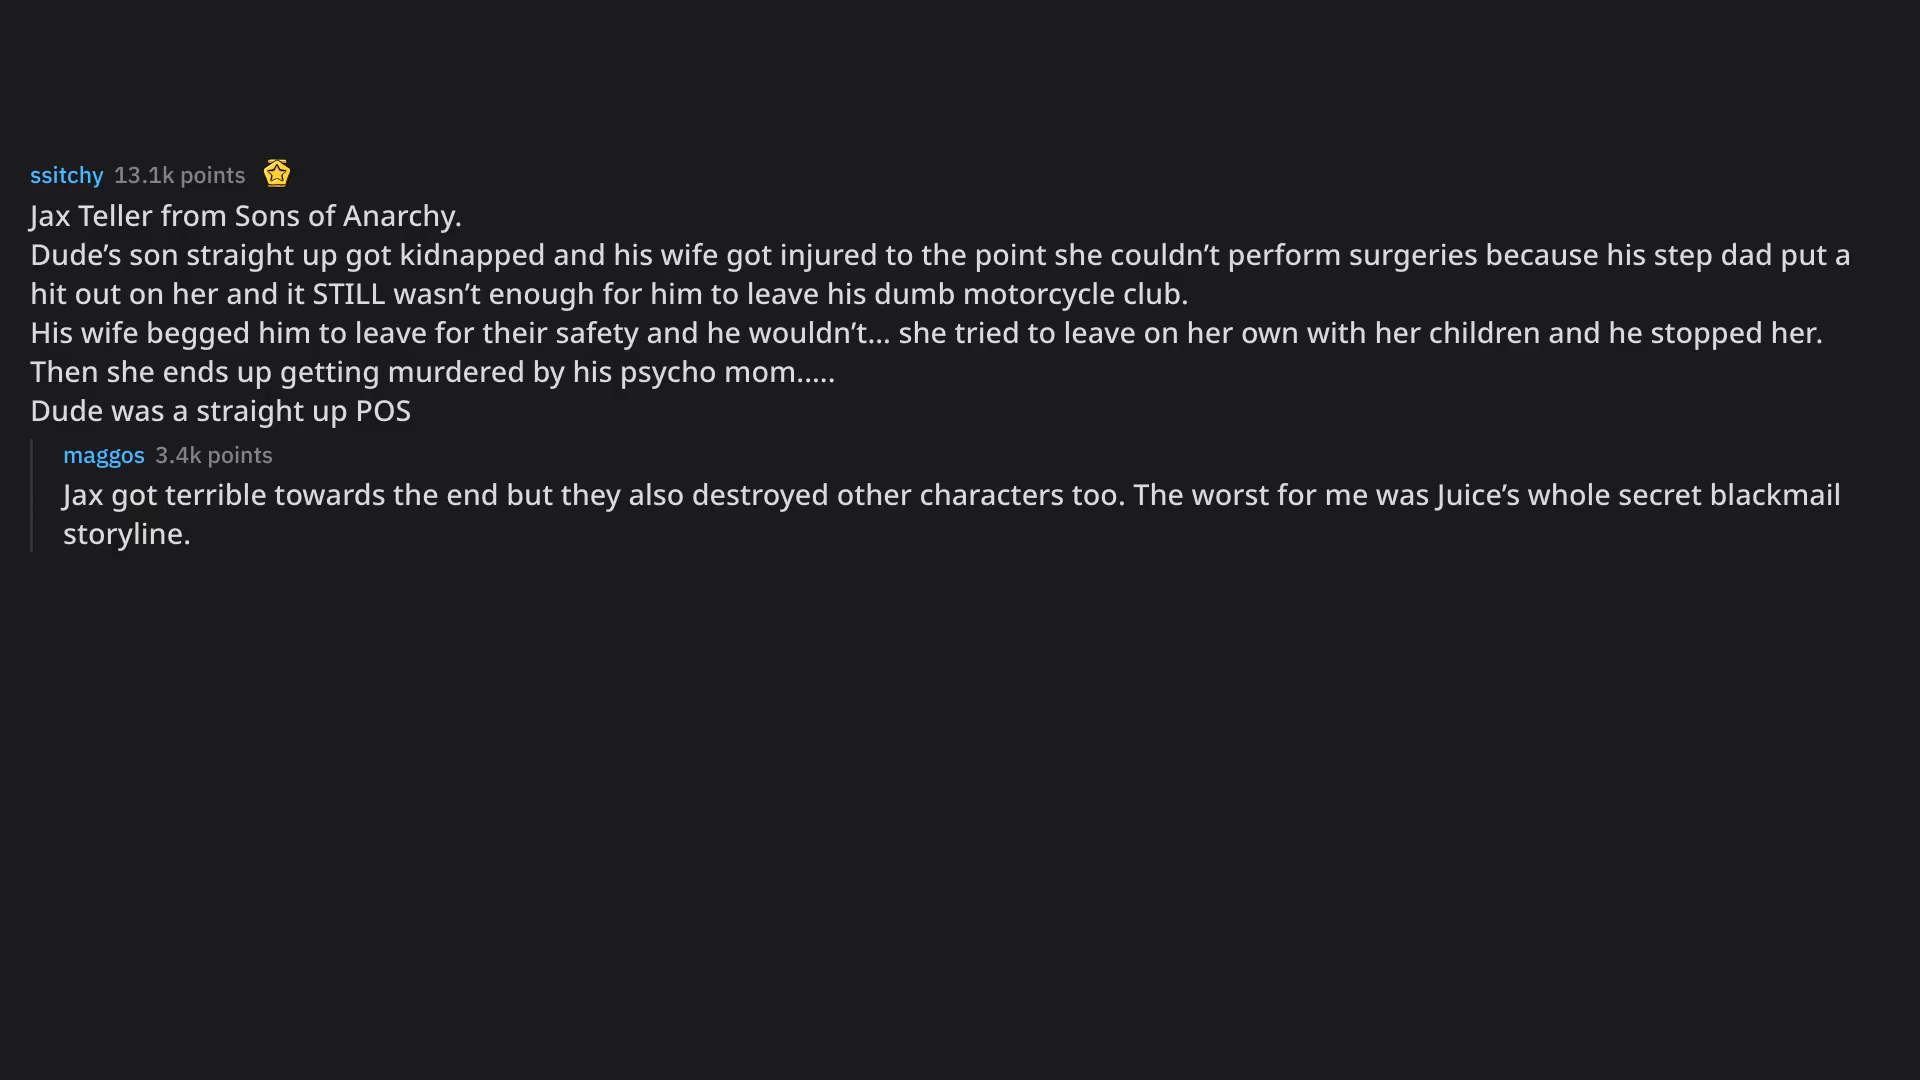 ssitchy 13.1k points
Jax Teller from Sons of Anarchy.
Dude’s son straight up got kidnapped and his wife got injured to the point she couldn’t perform surgeries because his step dad put a
hit out on her and it STILL wasn’t enough for him to leave his dumb motorcycle club.
His wife begged him to leave for their safety and he wouldn’t... she tried to leave on her own with her children and he stopped her.
Then she ends up getting murdered by his psycho mom.....
Dude was a straight up POS
maggos 3.4k points
Jax got terrible towards the end but they also destroyed other characters too. The worst for me was Juice’s whole secret blackmail
storyline.